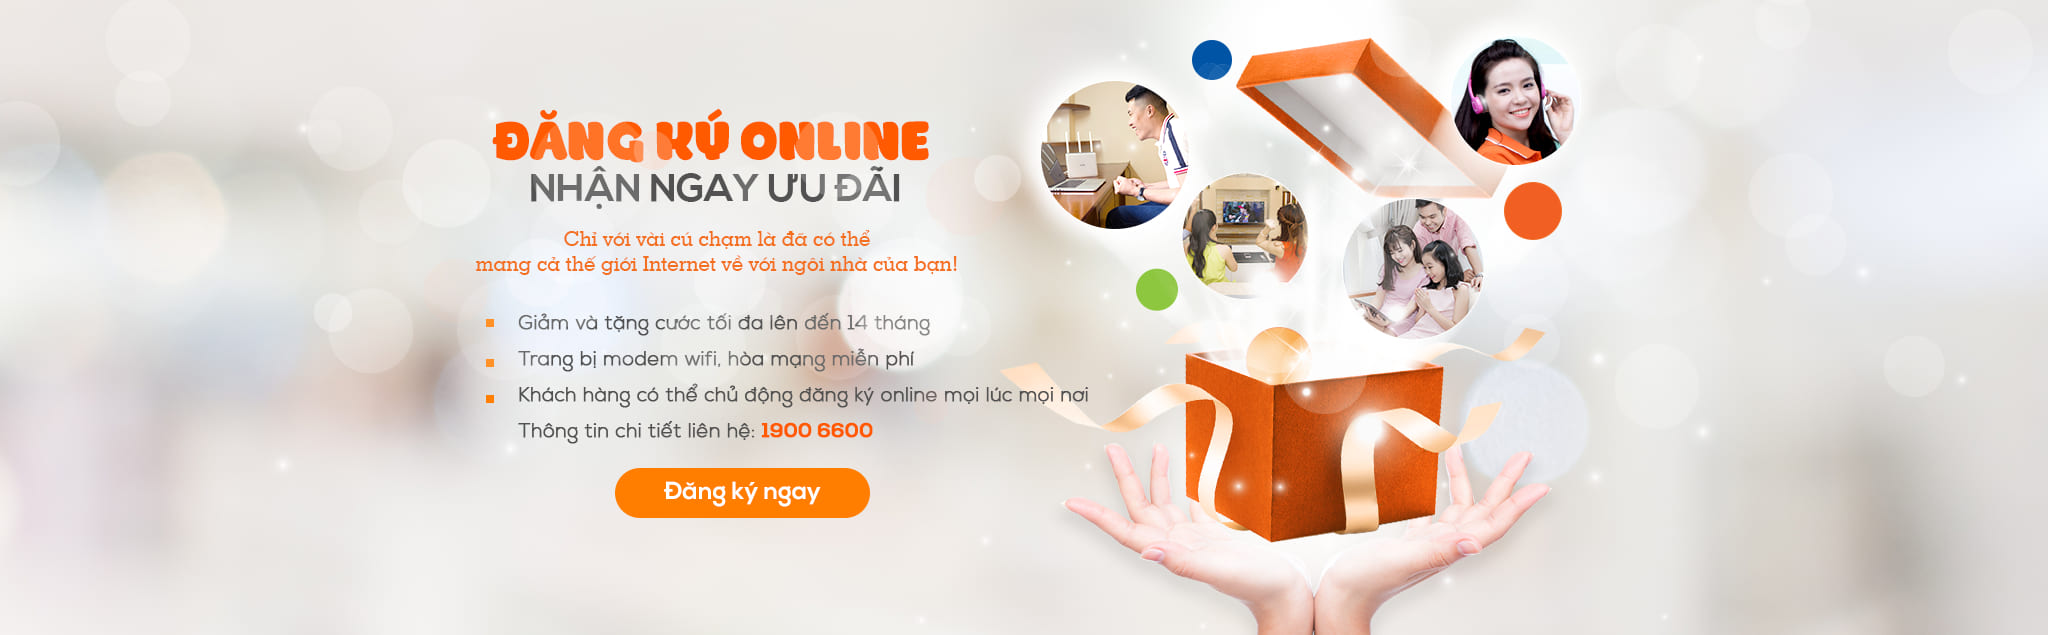 ĐĂNG KÝ ONLINE
NHẬN NGAY ƯU ĐÃI
Chỉ với vài cú chạm là đã có thể
mang cả thế giới Internet về với ngôi nhà của bạn!
Giảm và tặng cước tối đa lên đến 14 tháng
Trang bị modem wifi, hòa mạng miễn phí
Khách hàng có thể chủ động đăng ký online mọi lúc mọi nơi
Thông tin chi tiết liên hệ: 1900 6600
Đăng ký ngay